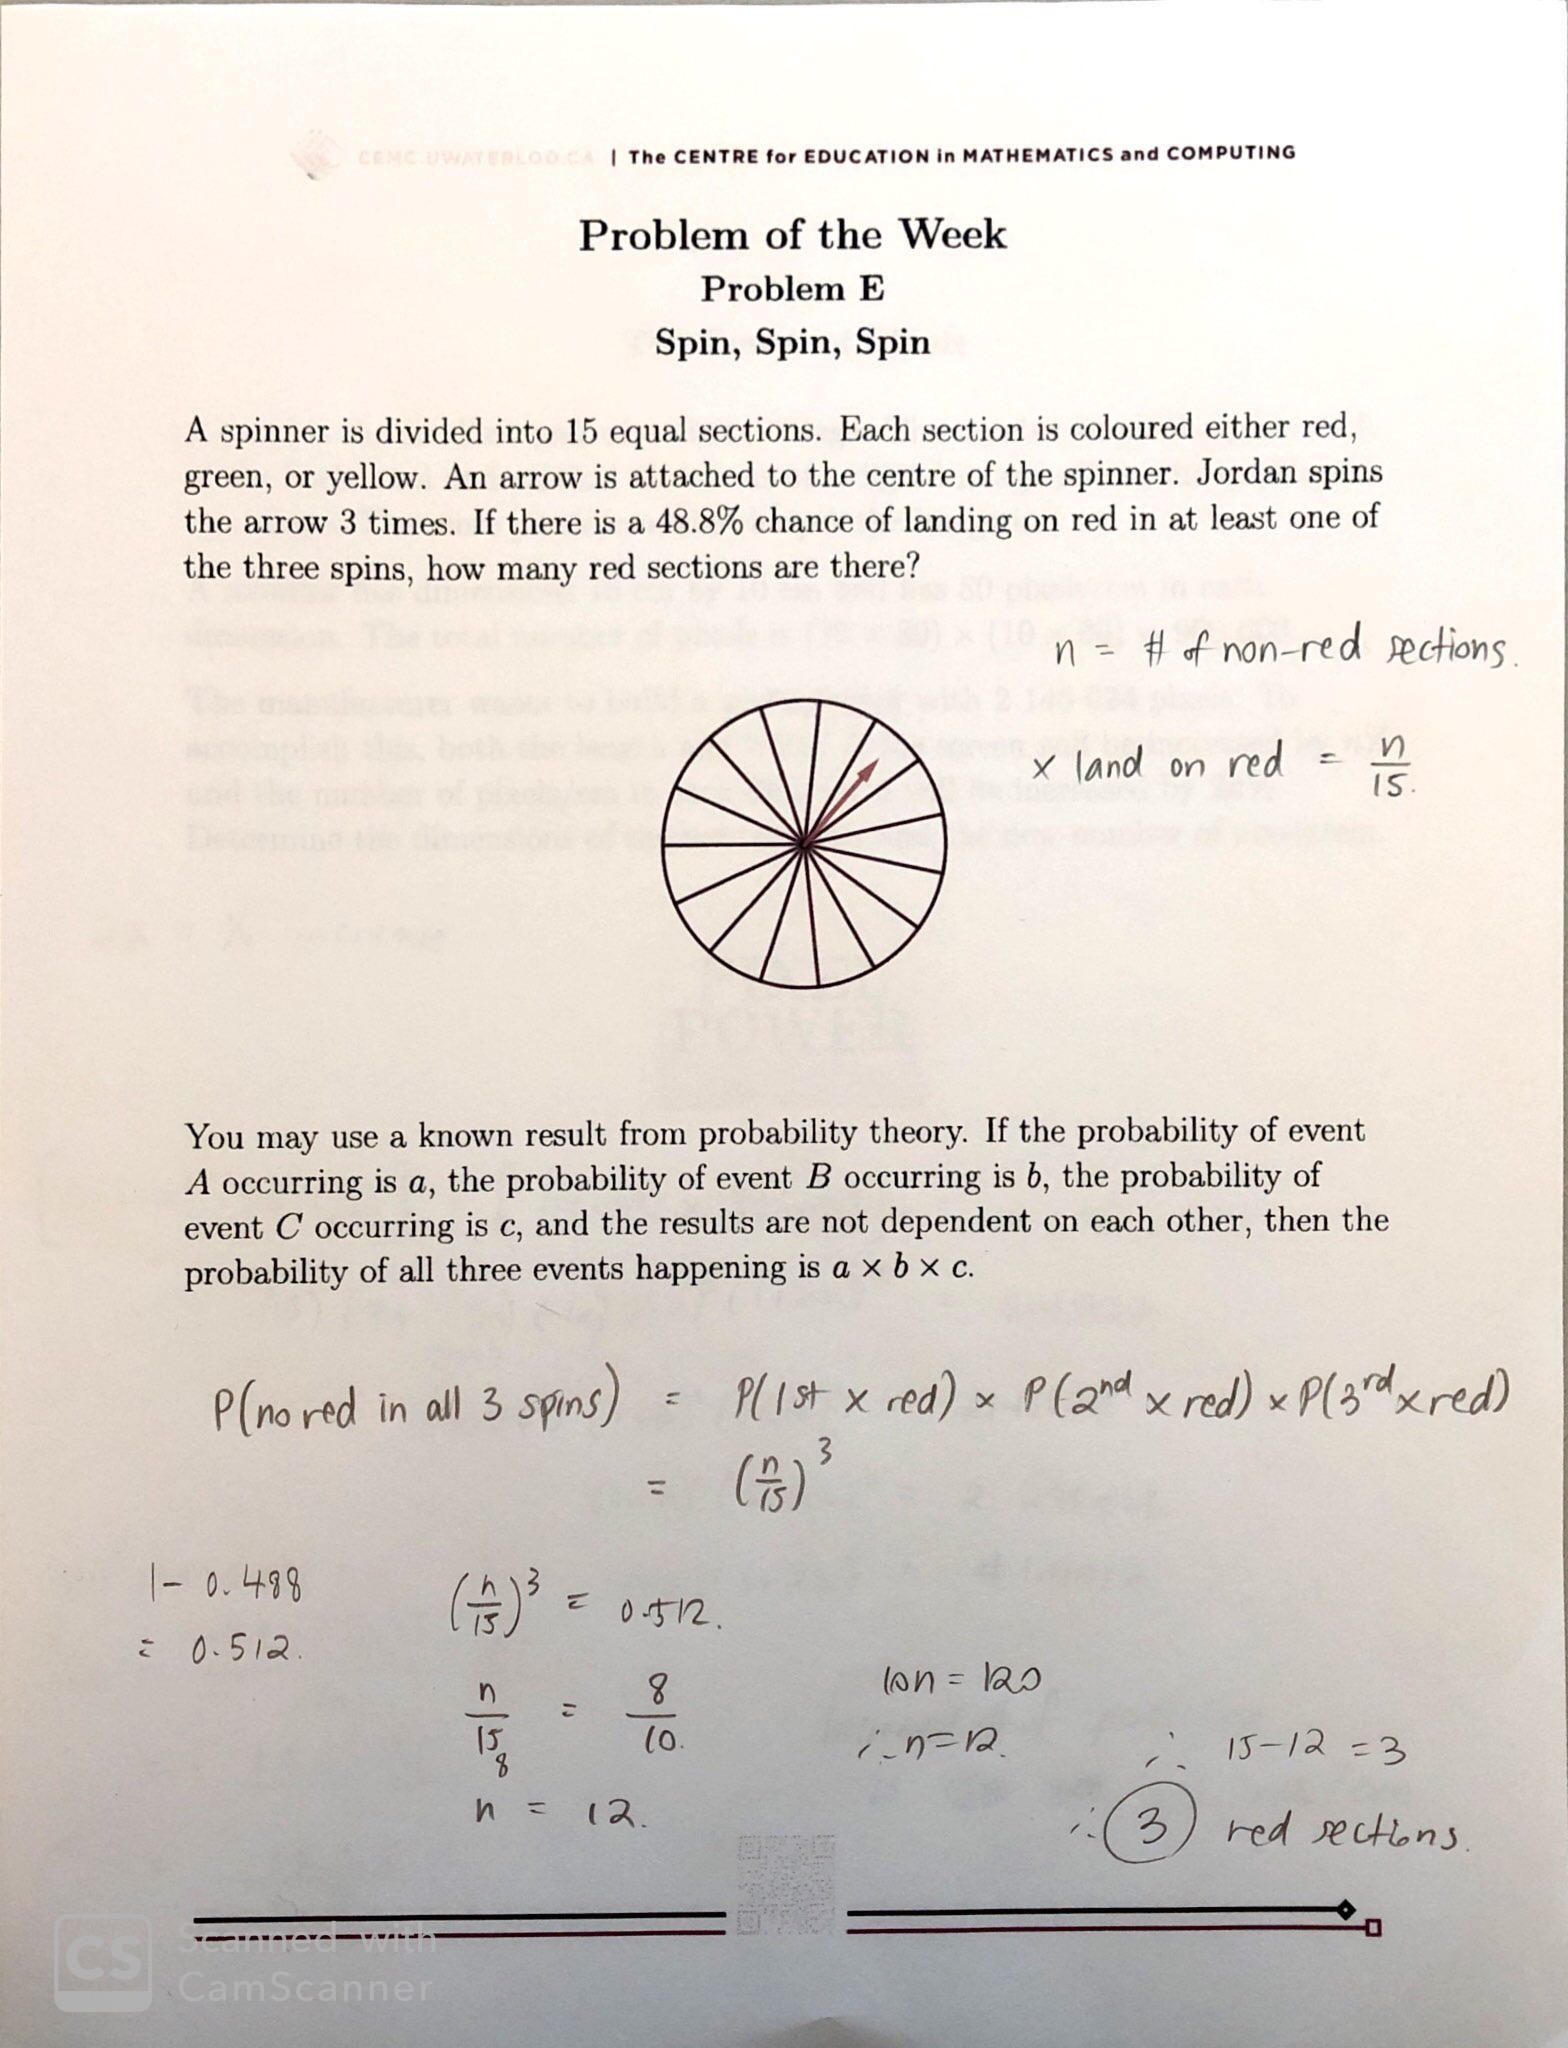 CEMC.UWATERLOO.CA | The CENTRE for EDUCATION in MATHEMATICS and COMPUTING
Problem of the Week
Problem E
Spin, Spin, Spin
A spinner is divided into 15 equal sections. Each section is coloured either red,
green, or yellow. An arrow is attached to the centre of the spinner. Jordan spins
the arrow 3 times. If there is a 48.8% chance of landing on red in at least one of
the three spins, how many red sections are there?
n = # of non-red sections.
x land on red = n/15.
You may use a known result from probability theory. If the probability of event
A occurring is a, the probability of event B occurring is b, the probability of
event C occurring is c, and the results are not dependent on each other, then the
probability of all three events happening is a × b × c.
P(no red in all 3 spins) = P(1st x red) × P(2nd x red) × P(3rd x red)
= (n/15)^3
1 - 0.488
= 0.512.
(n/15)^3 = 0.512.
n/15 = 8/10.
8
n = 12.
10n = 120
∴ n = 12.
∴ 15-12 = 3
∴ 3 red sections.
CS Scanned with
CamScanner